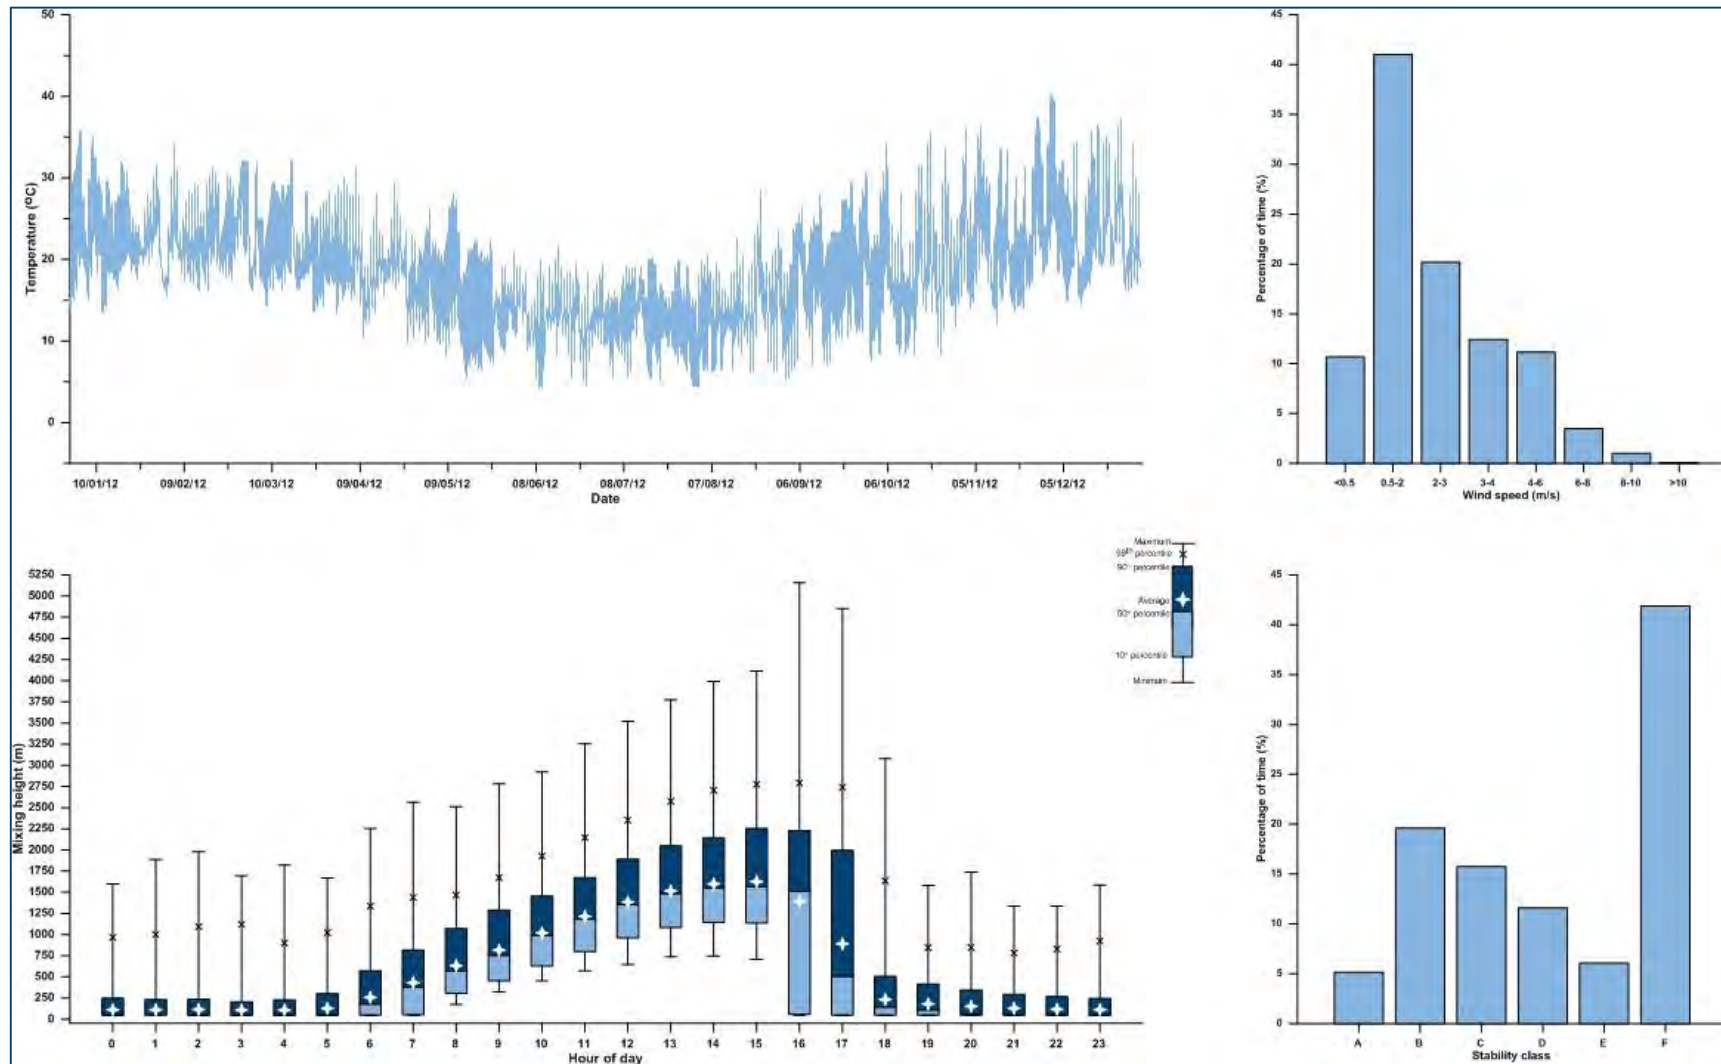 50
40
30
20
10
0
Temperature (ºC)
10/01/12 09/02/12 10/03/12 09/04/12 09/05/12 08/06/12 08/07/12 07/08/12 06/09/12 06/10/12 05/11/12 05/12/12
Date
45
40
35
30
25
20
15
10
5
0
Percentage of time (%)
<0.5 0.5-2 2-3 3-4 4-6 6-8 8-10 >10
Wind speed (m/s)
5250
5000
4750
4500
4250
4000
3750
3500
3250
3000
2750
2500
2250
2000
1750
1500
1250
1000
750
500
250
0
Mixing height (m)
0 1 2 3 4 5 6 7 8 9 10 11 12 13 14 15 16 17 18 19 20 21 22 23
Hour of day
Maximum
percentile
percentile
Average
percentile
percentile
Minimum
45
40
35
30
25
20
15
10
5
0
Percentage of time (%)
A B C D E F
Stability class